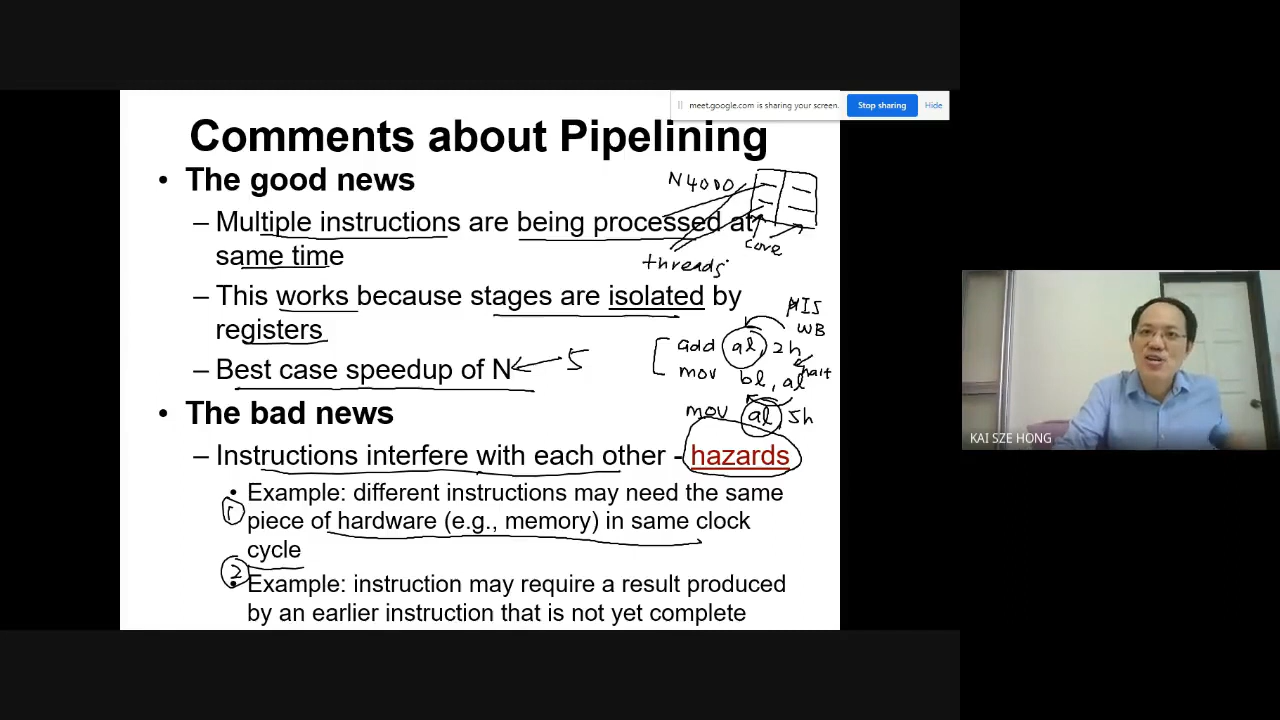 meet.google.com is sharing your screen.
Stop sharing
Hide
Comments about Pipelining
• The good news
– Multiple instructions are being processed at
same time
– This works because stages are isolated by
registers
– Best case speedup of N
5
N4000
core
threads
WB
add al, 2h
mov bl, al
halt
mov al, 5h
• The bad news
– Instructions interfere with each other - hazards
1
• Example: different instructions may need the same
piece of hardware (e.g., memory) in same clock
cycle
2
• Example: instruction may require a result produced
by an earlier instruction that is not yet complete
KAI SZE HONG